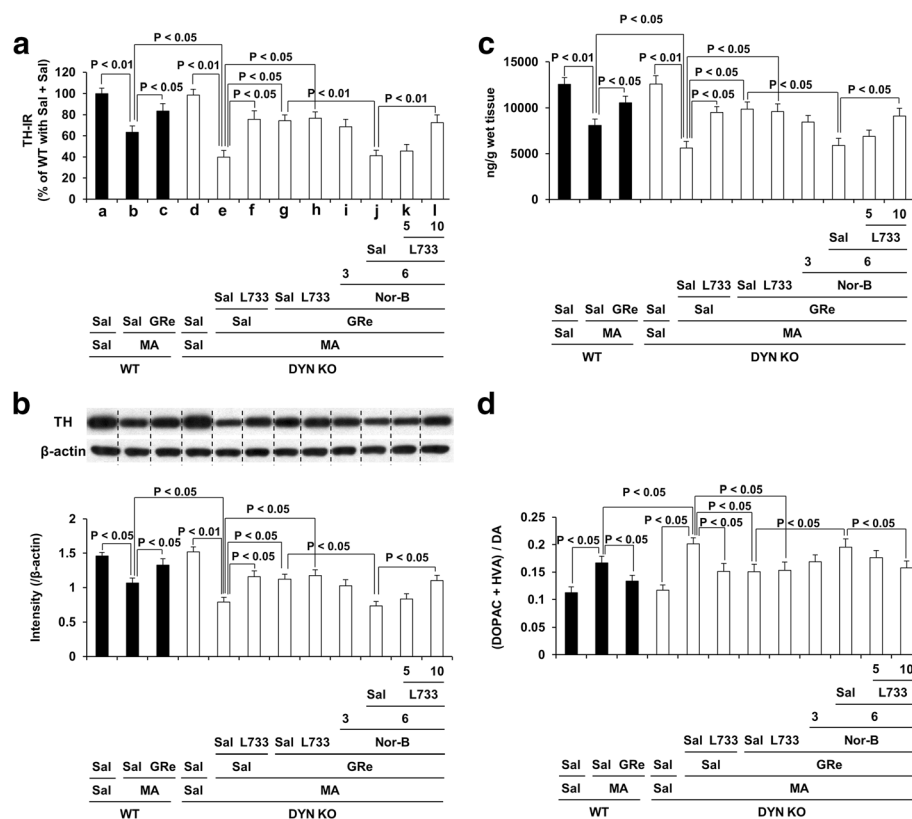 a
P < 0.05
P < 0.05
P < 0.01
P < 0.01
P < 0.05
P < 0.01
P < 0.05
P < 0.05
P < 0.01
TH-IR
(% of WT with Sal + Sal)
120
100
80
60
40
20
0
a b c d e f g h i j k l
5 10
Sal L733
3 6
Sal L733 Sal L733 Nor-B
Sal Sal GRe Sal Sal GRe
Sal MA Sal MA
WT DYN KO
c
P < 0.05
P < 0.05
P < 0.01
P < 0.01
P < 0.05
P < 0.05
P < 0.05
P < 0.05
P < 0.05
ng/g wet tissue
15000
10000
5000
0
5 10
Sal L733
3 6
Sal L733 Sal L733 Nor-B
Sal Sal GRe Sal Sal GRe
Sal MA Sal MA
WT DYN KO
b
TH
β-actin
P < 0.05
P < 0.05
P < 0.05
P < 0.01
P < 0.05
P < 0.05
P < 0.05
P < 0.05
Intensity (/β-actin)
2
1.5
1
0.5
0
5 10
Sal L733
3 6
Sal L733 Sal L733 Nor-B
Sal Sal GRe Sal Sal GRe
Sal MA Sal MA
WT DYN KO
d
P < 0.05
P < 0.05
P < 0.05
P < 0.05
P < 0.05
P < 0.05
P < 0.05
P < 0.05
P < 0.05
(DOPAC + HVA) / DA
0.25
0.2
0.15
0.1
0.05
0
5 10
Sal L733
3 6
Sal L733 Sal L733 Nor-B
Sal Sal GRe Sal Sal GRe
Sal MA Sal MA
WT DYN KO